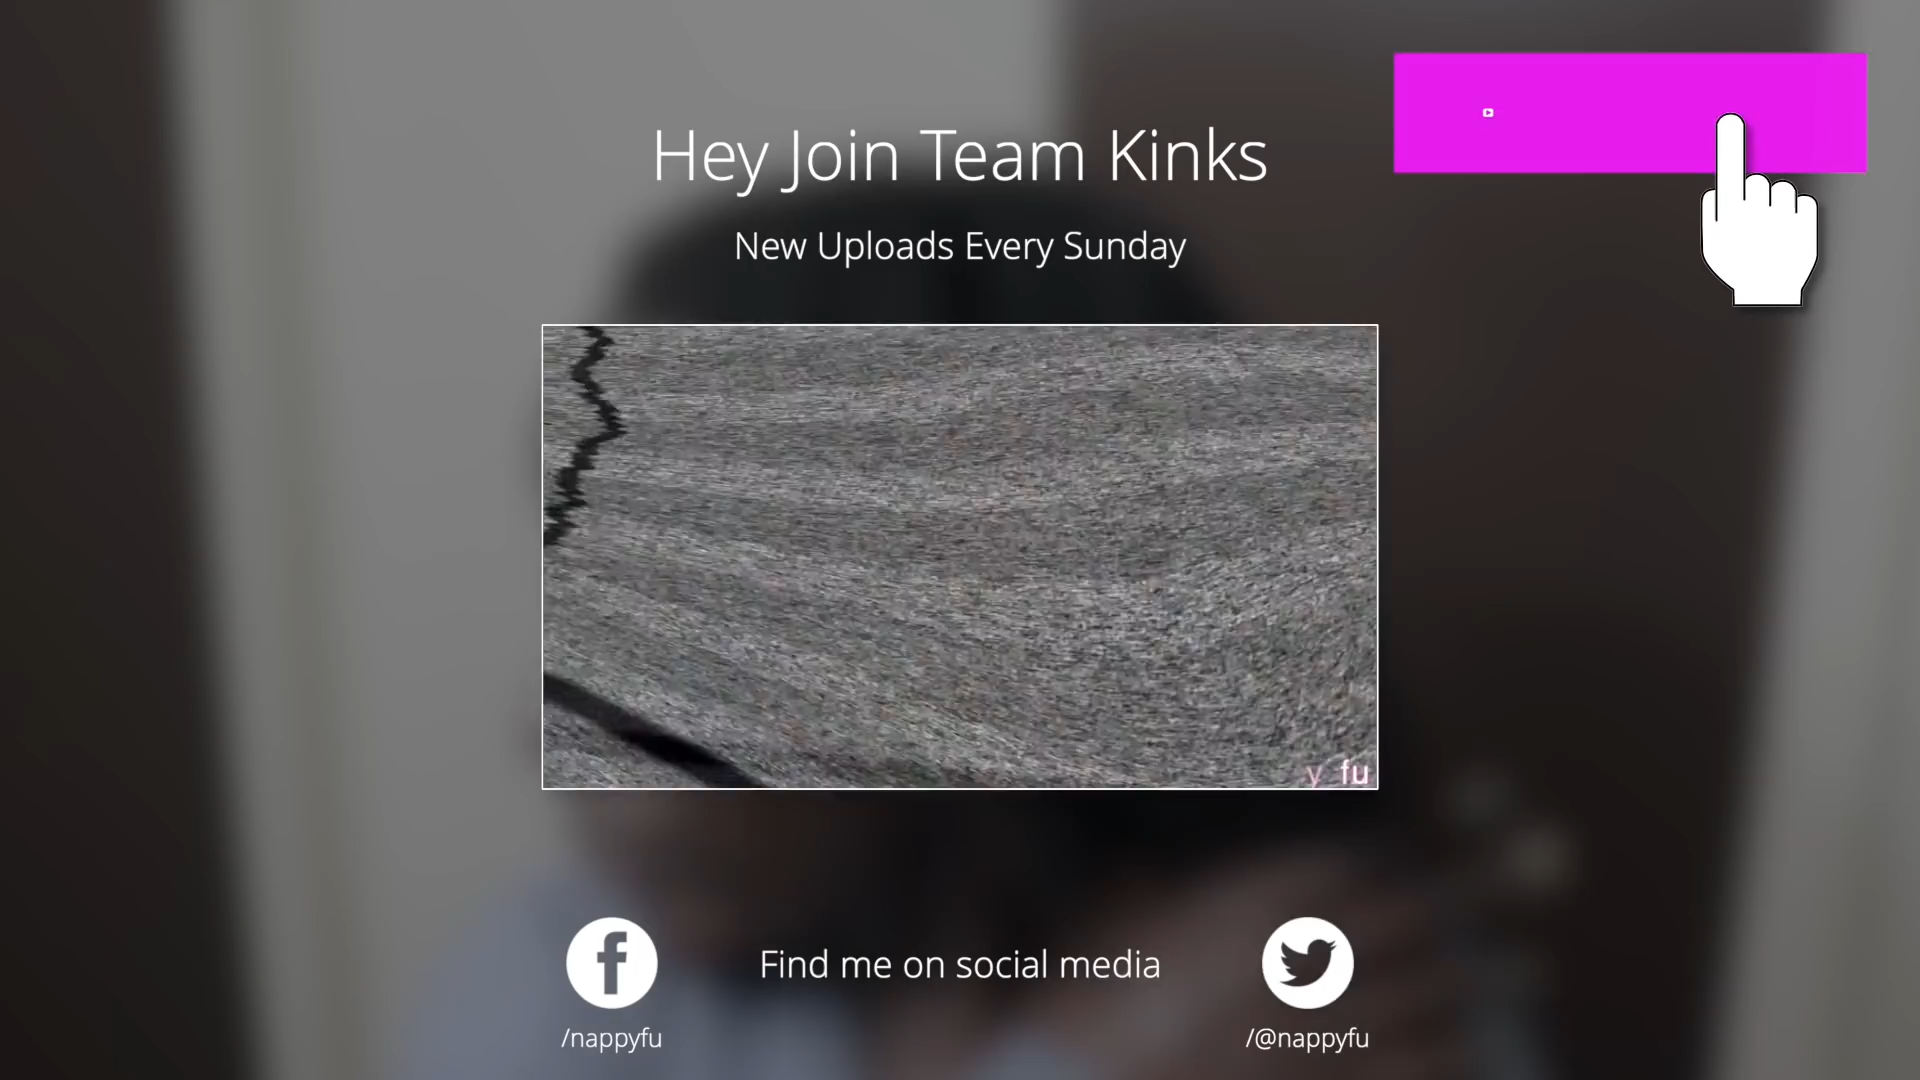 Hey Join Team Kinks
New Uploads Every Sunday
y fu
Find me on social media
/nappyfu
/@nappyfu